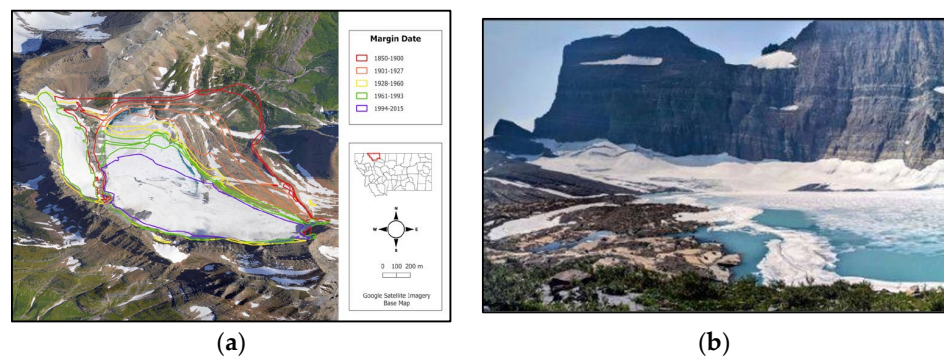 Margin Date
1850-1900
1901-1927
1928-1960
1961-1993
1994-2015
N
W E
S
0 100 200 m
Google Satellite Imagery
Base Map
(a)
(b)